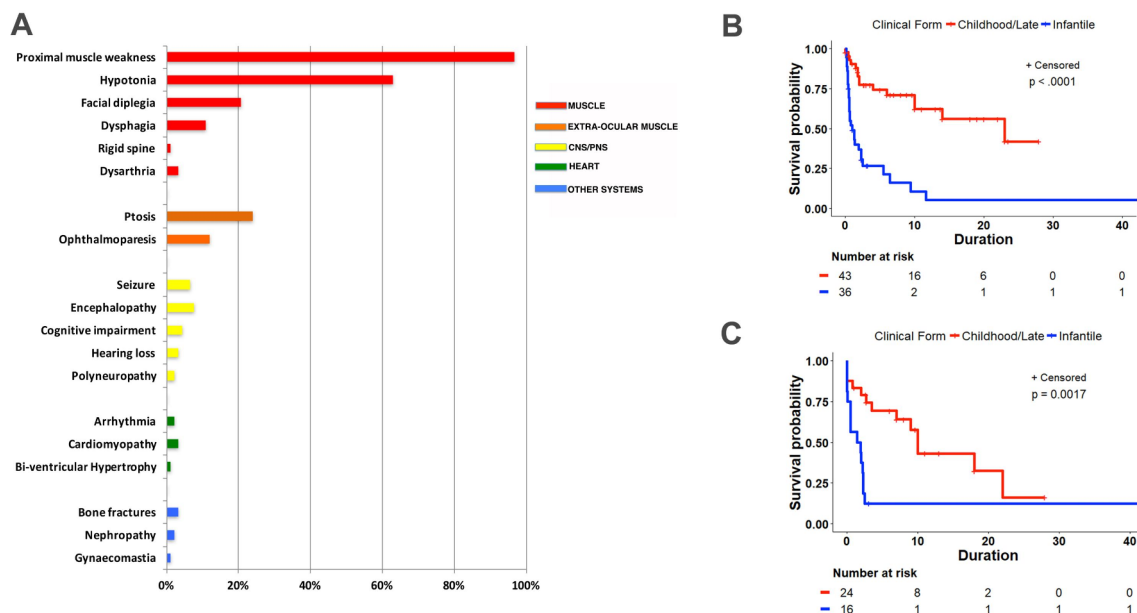 A
Proximal muscle weakness
Hypotonia
Facial diplegia
Dysphagia
Rigid spine
Dysarthria
Ptosis
Ophthalmoparesis
Seizure
Encephalopathy
Cognitive impairment
Hearing loss
Polyneuropathy
Arrhythmia
Cardiomyopathy
Bi-ventricular Hypertrophy
Bone fractures
Nephropathy
Gynaecomastia
0% 20% 40% 60% 80% 100%
MUSCLE
EXTRA-OCULAR MUSCLE
CNS/PNS
HEART
OTHER SYSTEMS
B
Clinical Form Childhood/Late Infantile
+ Censored
p < .0001
Survival probability
1.00
0.75
0.50
0.25
0.00
0 10 20 30 40
Duration
Number at risk
43 16 6 0 0
36 2 1 1 1
C
Clinical Form Childhood/Late Infantile
+ Censored
p = 0.0017
Survival probability
1.00
0.75
0.50
0.25
0.00
0 10 20 30 40
Duration
Number at risk
24 8 2 0 0
16 1 1 1 1